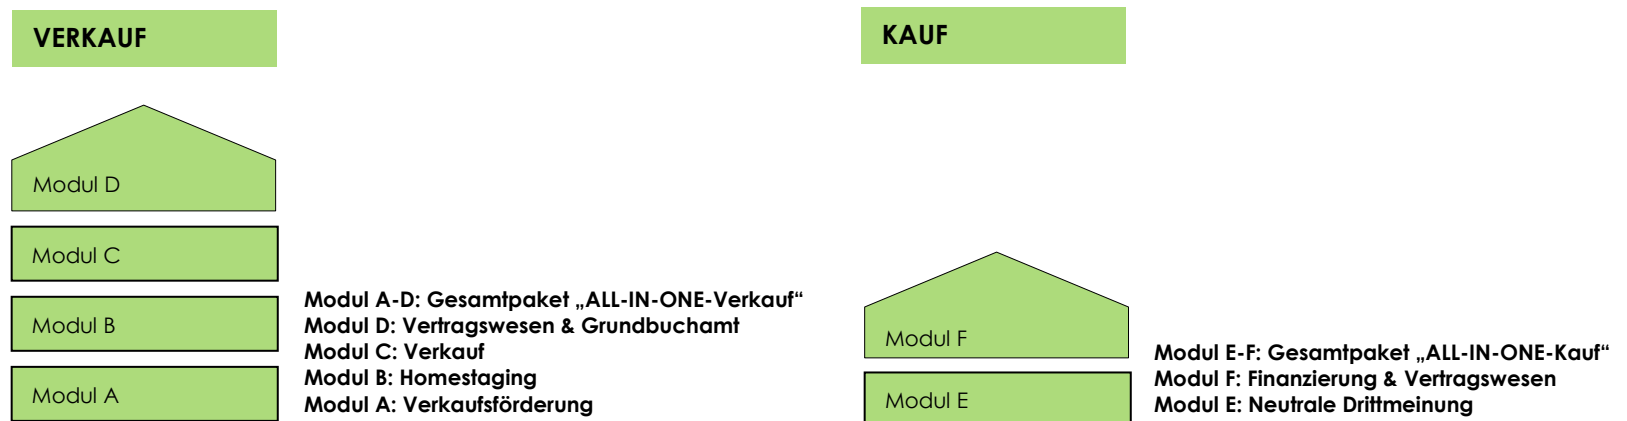 VERKAUF
Modul D
Modul C
Modul B
Modul A
Modul A-D: Gesamtpaket „ALL-IN-ONE-Verkauf“
Modul D: Vertragswesen & Grundbuchamt
Modul C: Verkauf
Modul B: Homestaging
Modul A: Verkaufsförderung
KAUF
Modul F
Modul E
Modul E-F: Gesamtpaket „ALL-IN-ONE-Kauf“
Modul F: Finanzierung & Vertragswesen
Modul E: Neutrale Drittmeinung